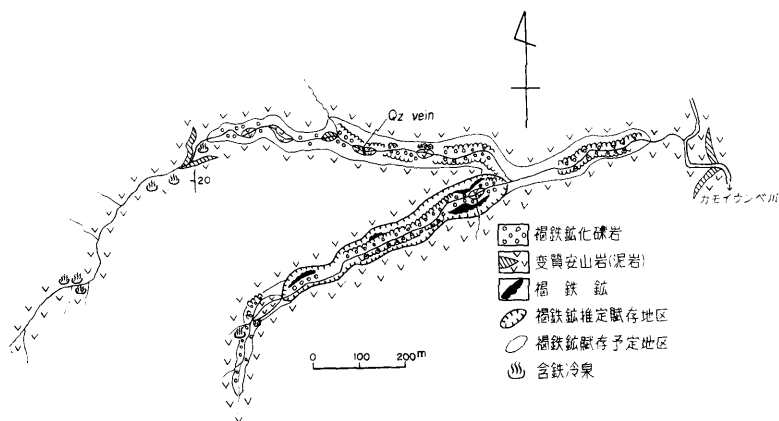 Qz vein
20
カモイウンベ川
褐鉄鉱化礫岩
変質安山岩(泥岩)
褐鉄鉱
褐鉄鉱推定賦存地区
褐鉄鉱賦存予定地区
含鉄冷泉
0 100 200m